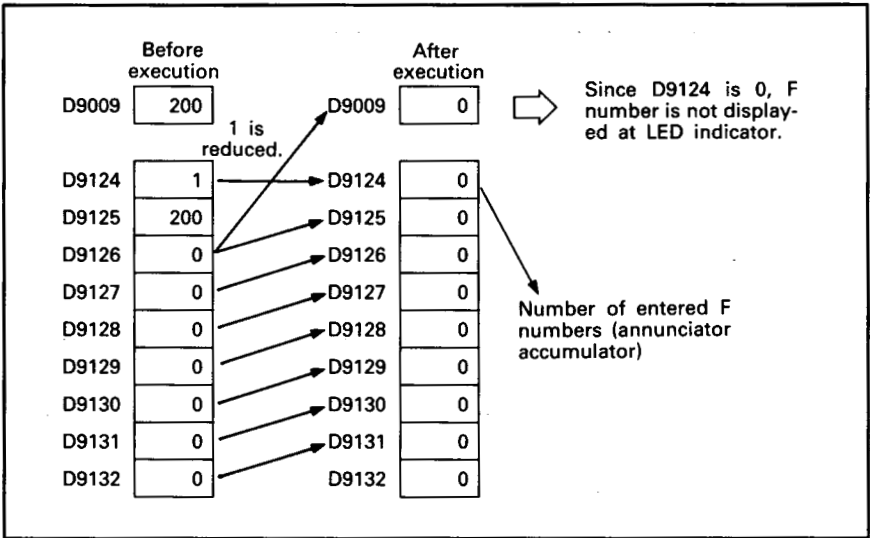 Before
execution
After
execution
D9009 200
D9009 0
Since D9124 is 0, F
number is not display-
ed at LED indicator.
1 is
reduced.
D9124 1
D9124 0
D9125 200
D9125 0
D9126 0
D9126 0
D9127 0
D9127 0
D9128 0
D9128 0
D9129 0
D9129 0
D9130 0
D9130 0
D9131 0
D9131 0
D9132 0
D9132 0
Number of entered F
numbers (annunciator
accumulator)